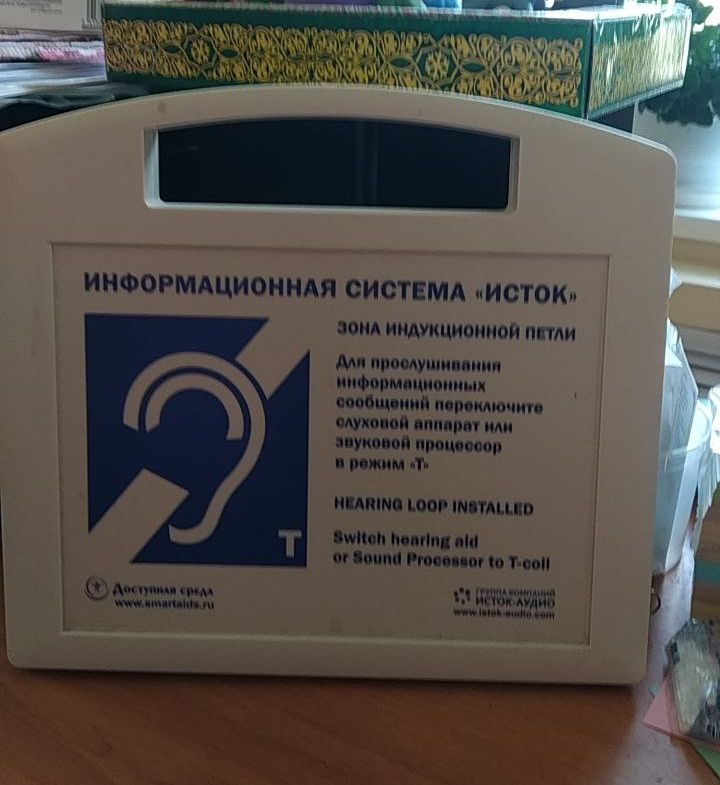 ИНФОРМАЦИОННАЯ СИСТЕМА «ИСТОК»
ЗОНА ИНДУКЦИОННОЙ ПЕТЛИ
Для прослушивания
информационных
сообщений переключите
слуховой аппарат или
звуковой процессор
в режим «Т»
HEARING LOOP INSTALLED
Switch hearing aid
or Sound Processor to T-coil
T
Доступная среда
www.smartaids.ru
ГРУППА КОМПАНИЙ
ИСТОК-АУДИО
www.istok-audio.com